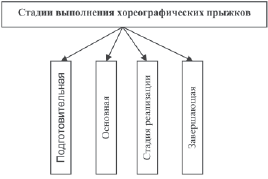 Стадии выполнения хореографических прыжков
Подготовительная
Основная
Стадия реализации
Завершающая